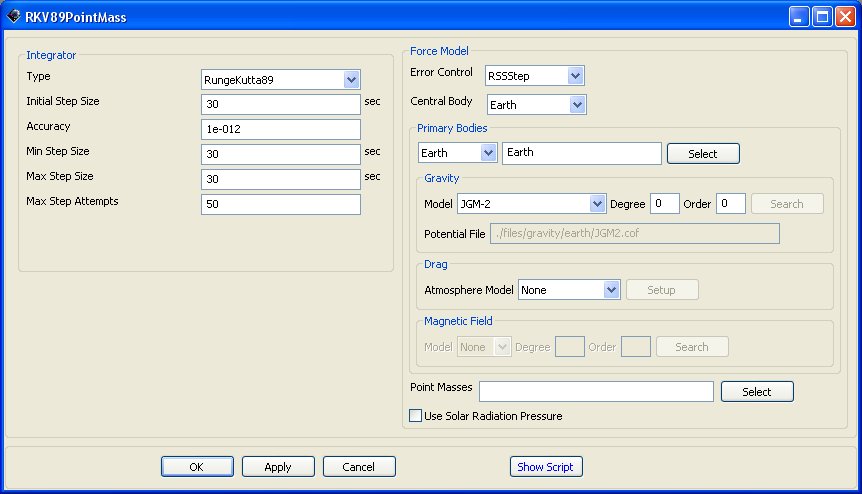 RKV89PointMass
Integrator
Type RungeKutta89
Initial Step Size 30 sec
Accuracy 1e-012
Min Step Size 30 sec
Max Step Size 30 sec
Max Step Attempts 50
Force Model
Error Control RSSStep
Central Body Earth
Primary Bodies
Earth Earth Select
Gravity
Model JGM-2 Degree 0 Order 0 Search
Potential File ./files/gravity/earth/JGM2.cof
Drag
Atmosphere Model None Setup
Magnetic Field
Model None Degree Order Search
Point Masses Select
Use Solar Radiation Pressure
OK Apply Cancel Show Script